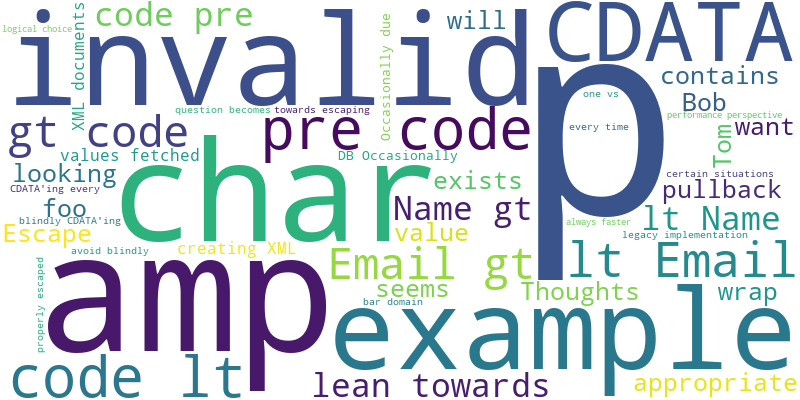 code pre
will
CDATA
logical choice
invalid
XML documents
Occasionally due
contains
p
one vs
Bob
question becomes
towards escaping
performance perspective
gt code
pre code
every time
Tom
want
values fetched
DB Occasionally
looking
char
exists
certain situations
CDATA'ing every
pullback
foo
Name gt
lt Name
blindly CDATA'ing
always faster
Escape
value
legacy implementation
avoid blindly
creating XML
amp
Email gt
lt Email
properly escaped
seems
Thoughts
wrap
bar domain
example
code lt
lean towards
appropriate